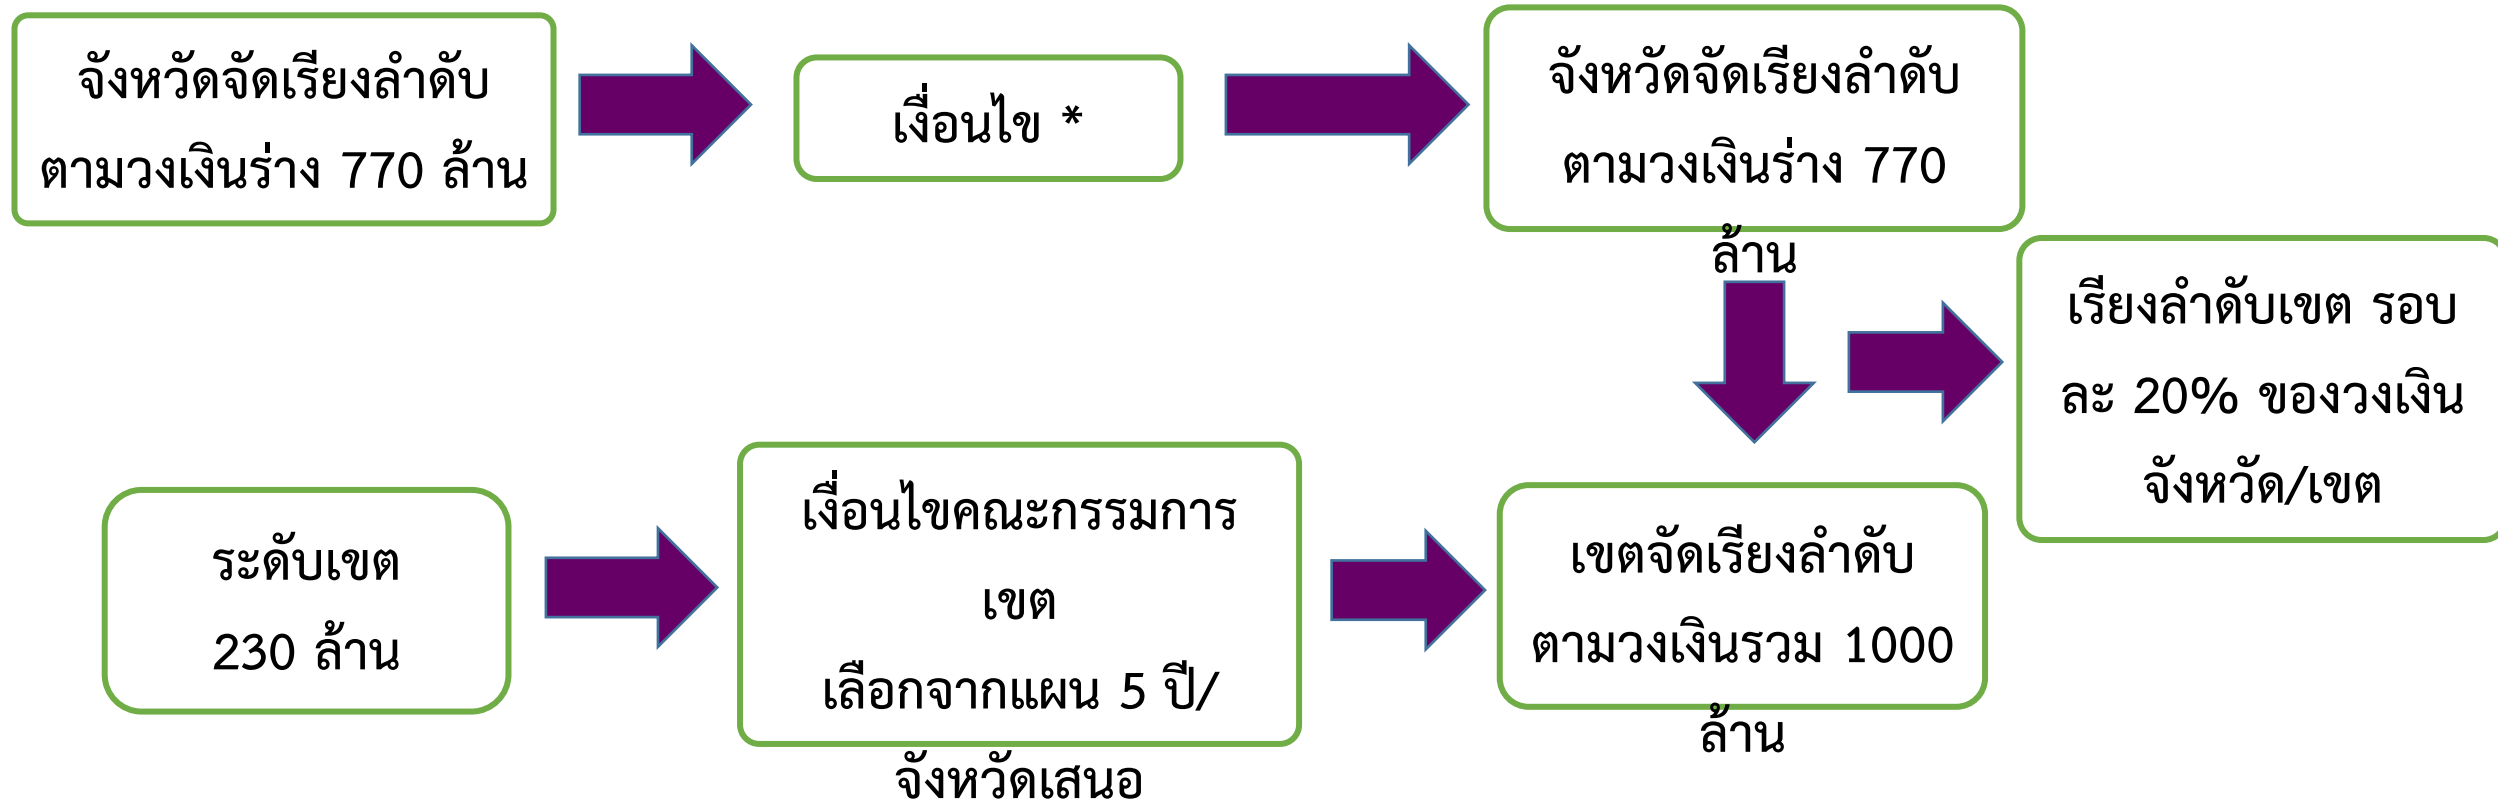 จังหวัดจัดเรียงลำดับ
ตามวงเงินร่าง 770 ล้าน
เงื่อนไข *
จังหวัดจัดเรียงลำดับ
ตามวงเงินร่าง 770
ล้าน
เรียงลำดับเขต รอบ
ละ 20% ของวงเงิน
จังหวัด/เขต
ระดับเขต
230 ล้าน
งื่อนไขคณะกรรมการ
เขต
เลือกจากแผน 5 ปี/
จังหวัดเสนอ
เขตจัดเรียงลำดับ
ตามวงเงินรวม 1000
ล้าน